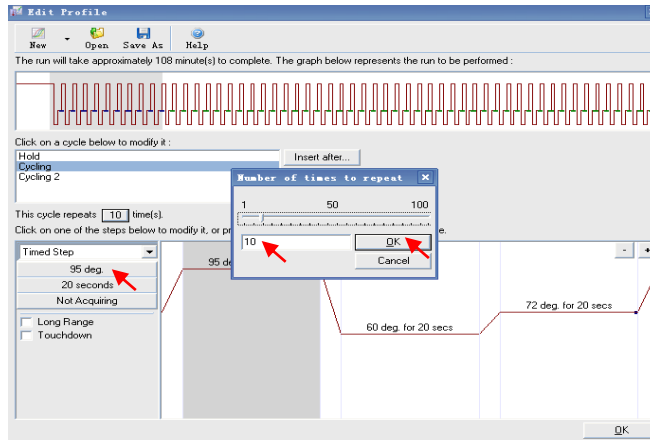 Edit Profile
New Open Save As Help
The run will take approximately 108 minute(s) to complete. The graph below represents the run to be performed :
Click on a cycle below to modify it :
Hold
Cycling
Cycling 2
Insert after...
Number of times to repeat
1 50 100
10
OK
Cancel
This cycle repeats 10 time(s).
Click on one of the steps below to modify it, or pr
e.
Timed Step
95 deg.
20 seconds
Not Acquiring
Long Range
Touchdown
95 de
60 deg. for 20 secs
72 deg. for 20 secs
- +
OK